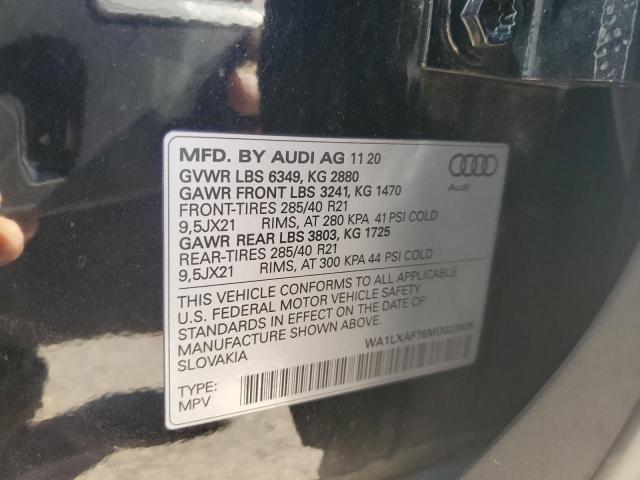 MFD. BY AUDI AG 11 20
GVWR LBS 6349, KG 2880
GAWR FRONT LBS 3241, KG 1470
FRONT-TIRES 285/40 R21
9,5JX21 RIMS, AT 280 KPA 41 PSI COLD
GAWR REAR LBS 3803, KG 1725
REAR-TIRES 285/40 R21
9,5JX21 RIMS, AT 300 KPA 44 PSI COLD
Audi
THIS VEHICLE CONFORMS TO ALL APPLICABLE
U.S. FEDERAL MOTOR VEHICLE SAFETY
STANDARDS IN EFFECT ON THE DATE OF
MANUFACTURE SHOWN ABOVE.
SLOVAKIA
TYPE:
MPV